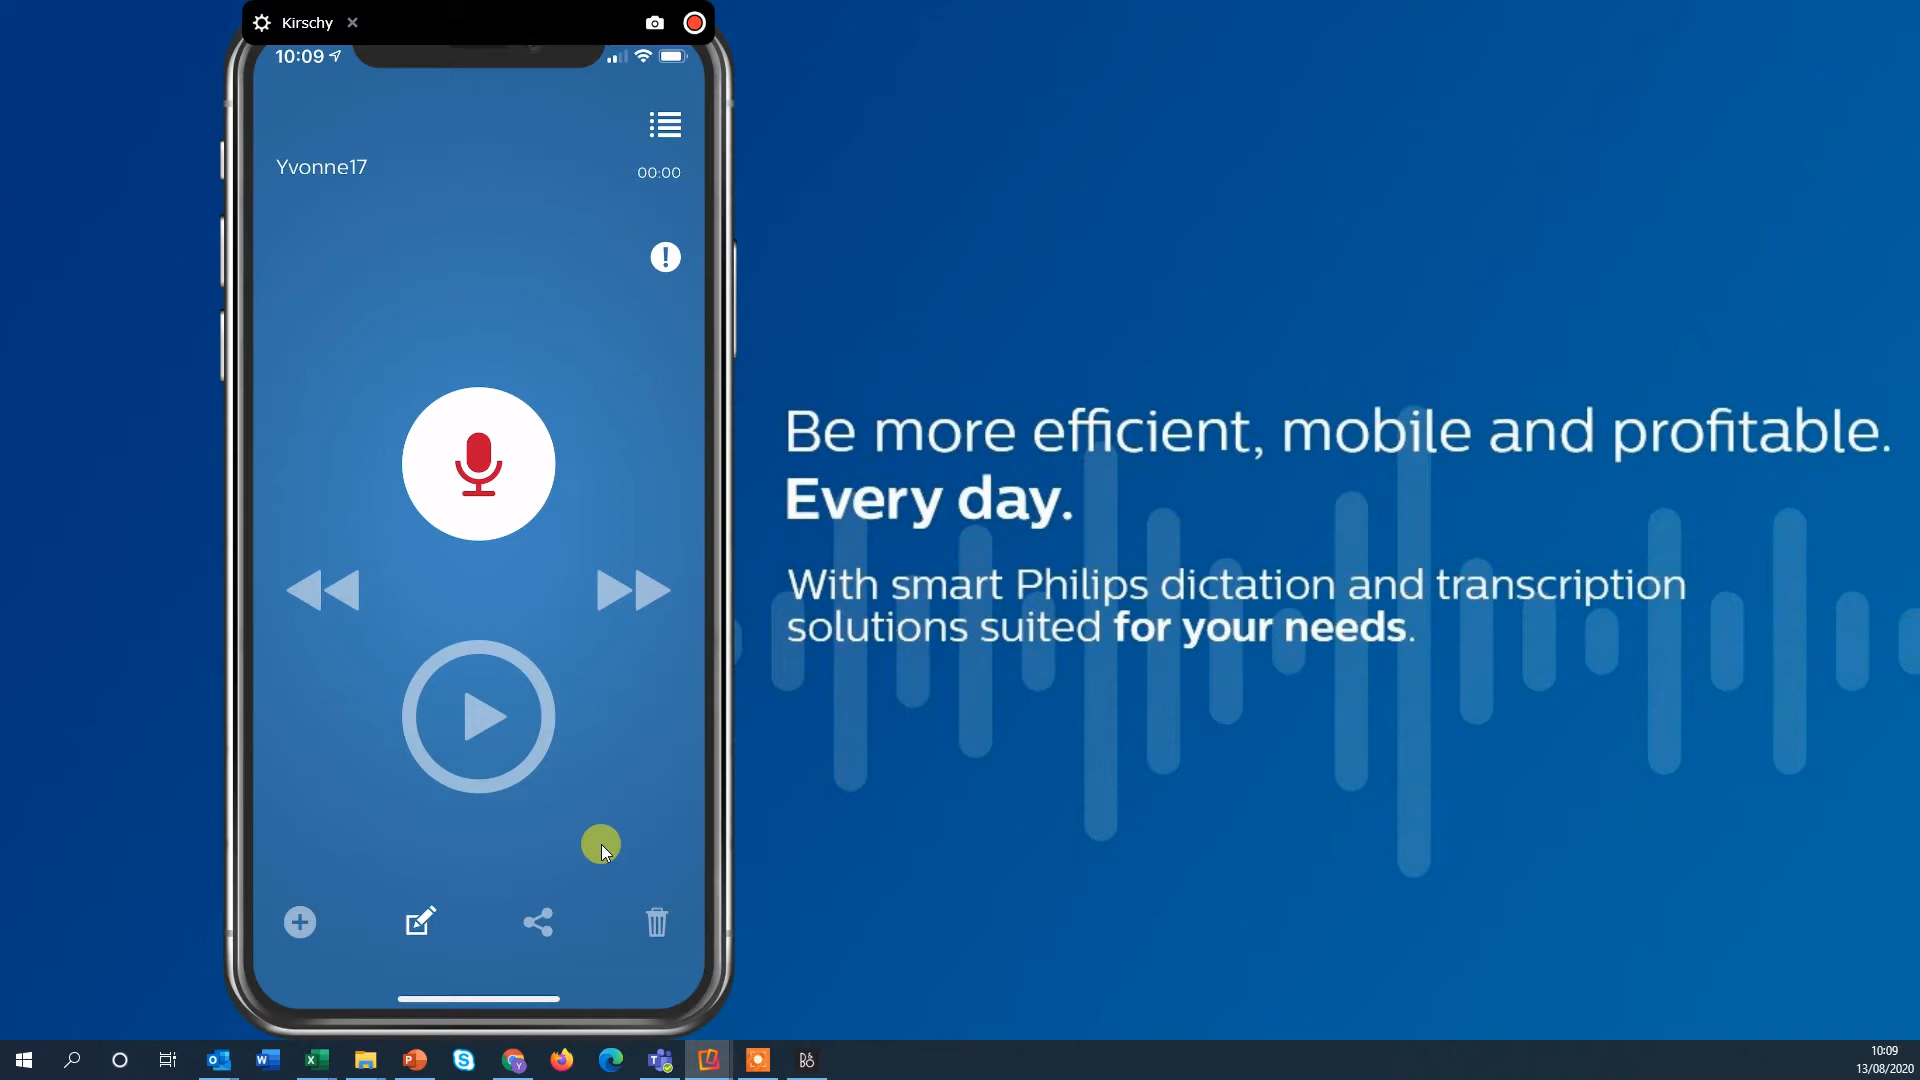 Kirschy
10:09
Yvonne17
00:00
Be more efficient, mobile and profitable.
Every day.
With smart Philips dictation and transcription
solutions suited for your needs.
10:09
13/08/2020